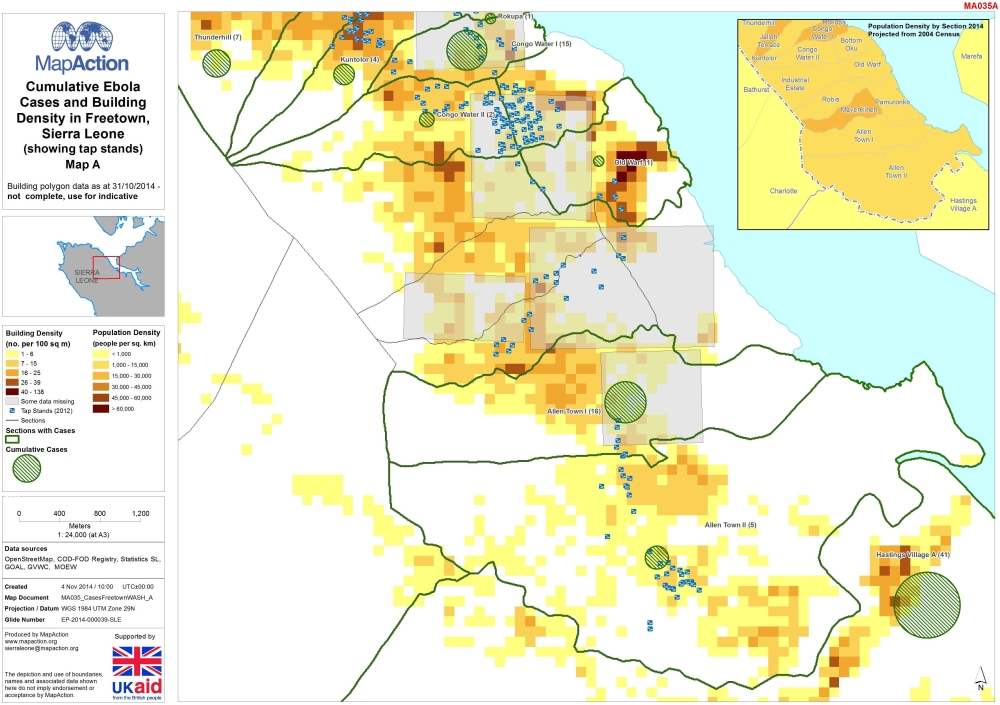 MA035A
MapAction
Cumulative Ebola
Cases and Building
Density in Freetown,
Sierra Leone
(showing tap stands)
Map A
Building polygon data as at 31/10/2014 -
not complete, use for indicative
SIERRA
LEONE
Building Density
(no. per 100 sq m)
1 - 6
7 - 15
16 - 25
26 - 39
40 - 138
Some data missing
Tap Stands (2012)
Sections
Sections with Cases
Cumulative Cases
Population Density
(people per sq. km)
< 1,000
1,000 - 15,000
15,000 - 30,000
30,000 - 45,000
45,000 - 60,000
> 60,000
0 400 800 1,200
Meters
1: 24,000 (at A3)
Data sources
OpenStreetMap, COD-FOD Registry, Statistics SL,
GOAL, GVWC, MOEW
Created 4 Nov 2014 / 10:00 UTC±00:00
Map Document MA035_CasesFreetownWASH_A
Projection / Datum WGS 1984 UTM Zone 29N
Glide Number EP-2014-000039-SLE
Produced by MapAction
www.mapaction.org
sierraleone@mapaction.org
Supported by
UKaid
from the British people
The depiction and use of boundaries,
names and associated data shown
here do not imply endorsement or
acceptance by MapAction.
Thunderhill (7)
Rokupa (1)
Congo Water I (15)
Kuntolor (4)
Congo Water II (2)
Old Warf (1)
Allen Town I (16)
Allen Town II (5)
Hastings Village A (41)
N
Population Density by Section 2014
Projected from 2004 Census
Thunderhill
Rokupa
Congo
Water I
Jalloh
Terrace
Bottom
Oku
Kuntolor
Congo
Water II
Old Warf
Marefa
Industrial
Estate
Bathurst
Robis
Pamuronko
Mayenkineh
Allen
Town I
Allen
Town II
Charlotte
Hastings
Village A